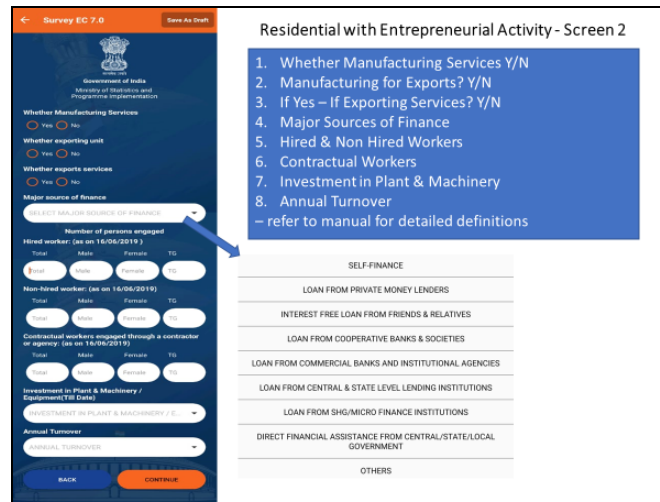 ← Survey EC 7.0 Save As Draft
Government of India
Ministry of Statistics and
Programme Implementation
Whether Manufacturing Services
Yes No
Whether exporting unit
Yes No
Whether exports services
Yes No
Major source of finance
SELECT MAJOR SOURCE OF FINANCE
Number of persons engaged
Hired worker: (as on 16/06/2019 )
Total Male Female TG
Total Male Female TG
Non-hired worker: (as on 16/06/2019)
Total Male Female TG
Total Male Female TG
Contractual workers engaged through a contractor
or agency: (as on 16/06/2019)
Total Male Female TG
Total Male Female TG
Investment in Plant & Machinery /
Equipment(Till Date)
INVESTMENT IN PLANT & MACHINERY / E...
Annual Turnover
ANNUAL TURNOVER
BACK CONTINUE
Residential with Entrepreneurial Activity - Screen 2
1. Whether Manufacturing Services Y/N
2. Manufacturing for Exports? Y/N
3. If Yes – If Exporting Services? Y/N
4. Major Sources of Finance
5. Hired & Non Hired Workers
6. Contractual Workers
7. Investment in Plant & Machinery
8. Annual Turnover
– refer to manual for detailed definitions
SELF-FINANCE
LOAN FROM PRIVATE MONEY LENDERS
INTEREST FREE LOAN FROM FRIENDS & RELATIVES
LOAN FROM COOPERATIVE BANKS & SOCIETIES
LOAN FROM COMMERCIAL BANKS AND INSTITUTIONAL AGENCIES
LOAN FROM CENTRAL & STATE LEVEL LENDING INSTITUTIONS
LOAN FROM SHG/MICRO FINANCE INSTITUTIONS
DIRECT FINANCIAL ASSISTANCE FROM CENTRAL/STATE/LOCAL
GOVERNMENT
OTHERS